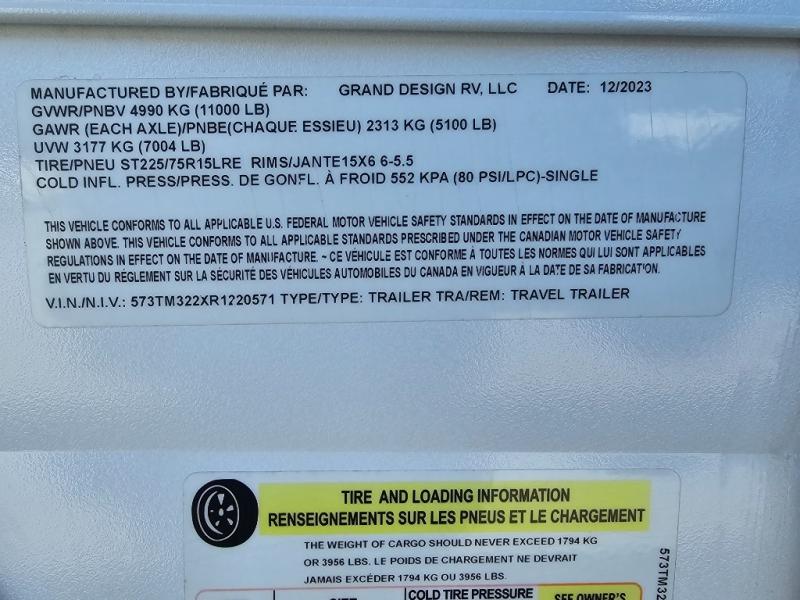 MANUFACTURED BY/FABRIQUÉ PAR: GRAND DESIGN RV, LLC DATE: 12/2023
GVWR/PNBV 4990 KG (11000 LB)
GAWR (EACH AXLE)/PNBE(CHAQUE ESSIEU) 2313 KG (5100 LB)
UVW 3177 KG (7004 LB)
TIRE/PNEU ST225/75R15LRE RIMS/JANTE15X6 6-5.5
COLD INFL. PRESS/PRESS. DE GONFL. À FROID 552 KPA (80 PSI/LPC)-SINGLE
THIS VEHICLE CONFORMS TO ALL APPLICABLE U.S. FEDERAL MOTOR VEHICLE SAFETY STANDARDS IN EFFECT ON THE DATE OF MANUFACTURE
SHOWN ABOVE. THIS VEHICLE CONFORMS TO ALL APPLICABLE STANDARDS PRESCRIBED UNDER THE CANADIAN MOTOR VEHICLE SAFETY
REGULATIONS IN EFFECT ON THE DATE OF MANUFACTURE. ~ CE VÉHICULE EST CONFORME À TOUTES LES NORMES QUI LUI SONT APPLICABLES
EN VERTU DU RÉGLEMENT SUR LA SÉCURITÉ DES VÉHICULES AUTOMOBILES DU CANADA EN VIGUEUR À LA DATE DE SA FABRICATION.
V.I.N./N.I.V.: 573TM322XR1220571 TYPE/TYPE: TRAILER TRA/REM: TRAVEL TRAILER
TIRE AND LOADING INFORMATION
RENSEIGNEMENTS SUR LES PNEUS ET LE CHARGEMENT
THE WEIGHT OF CARGO SHOULD NEVER EXCEED 1794 KG
OR 3956 LBS. LE POIDS DE CHARGEMENT NE DEVRAIT
JAMAIS EXCÉDER 1794 KG OU 3956 LBS.
573TM32
SIZE
COLD TIRE PRESSURE
SEE OWNER'S